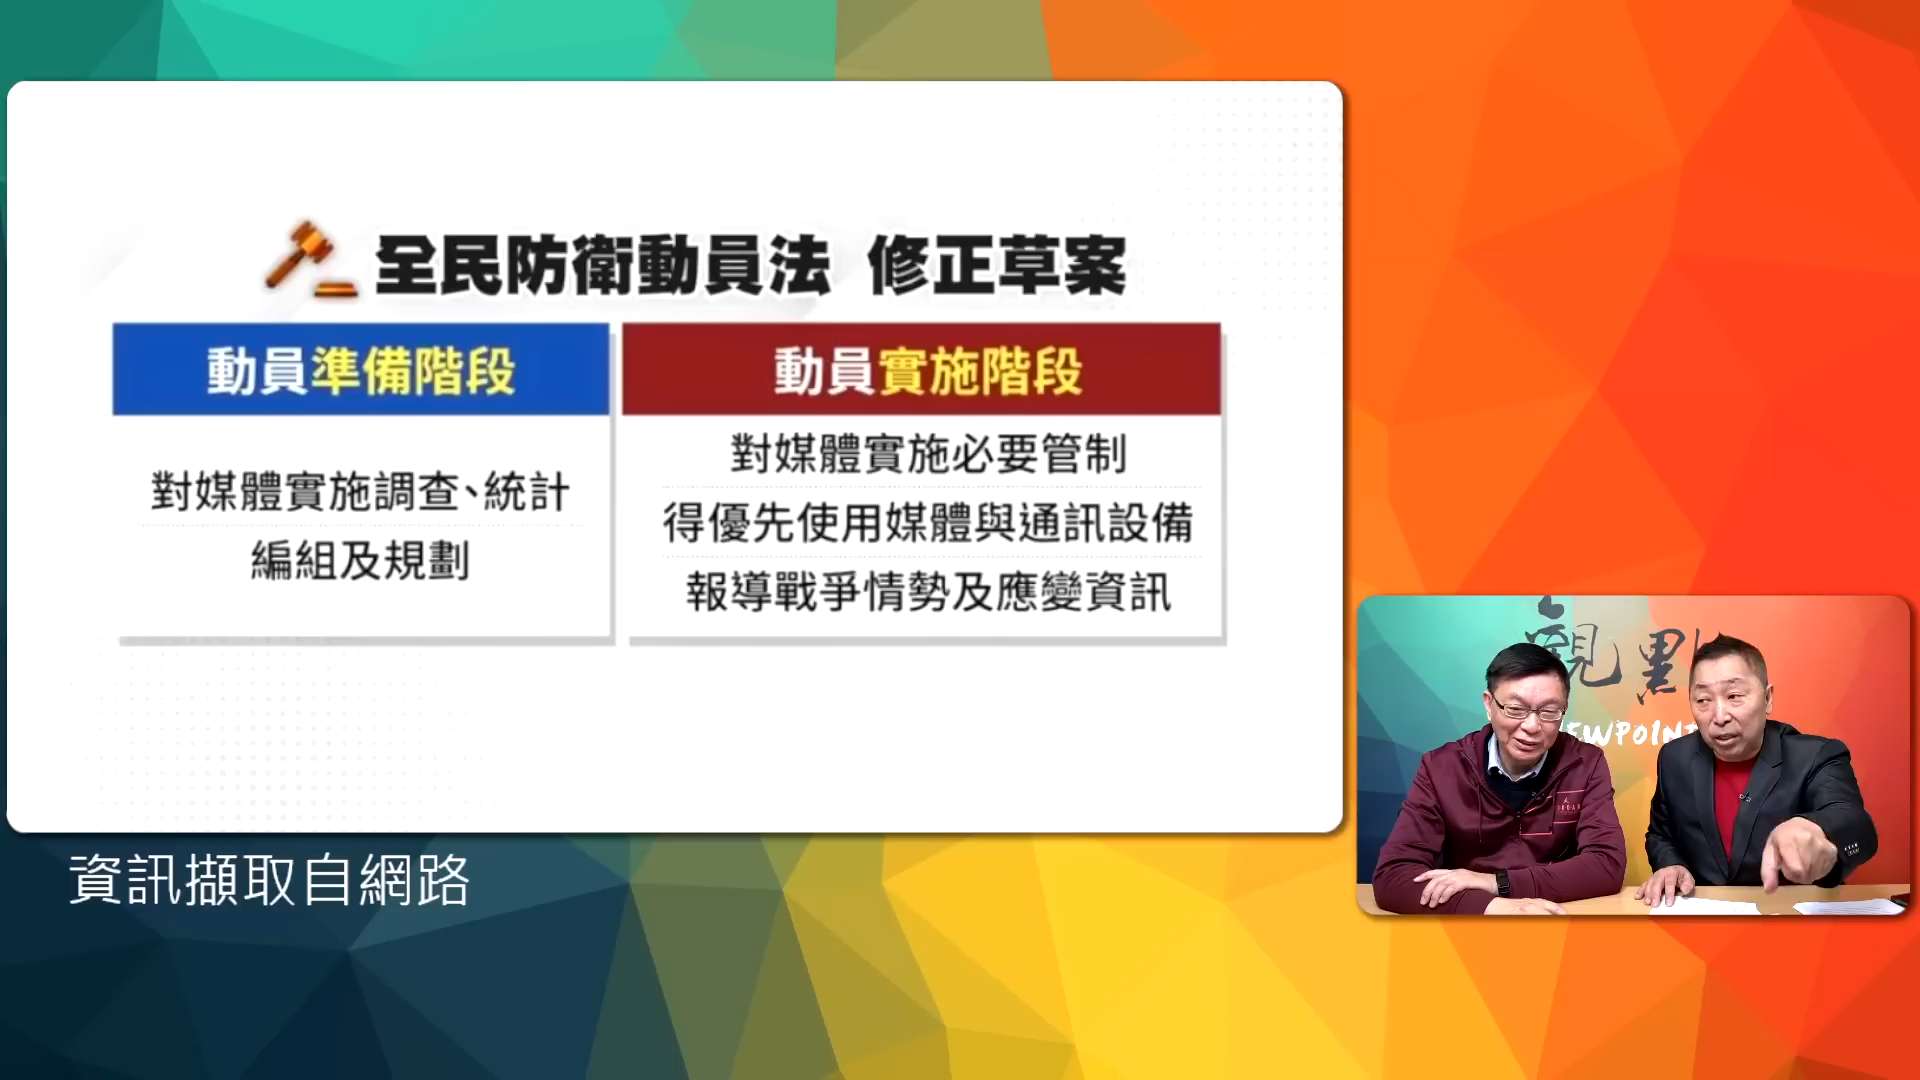 全民防衛動員法 修正草案
動員準備階段
對媒體實施調查、統計
編組及規劃
動員實施階段
對媒體實施必要管制
得優先使用媒體與通訊設備
報導戰爭情勢及應變資訊
資訊擷取自網路
觀點